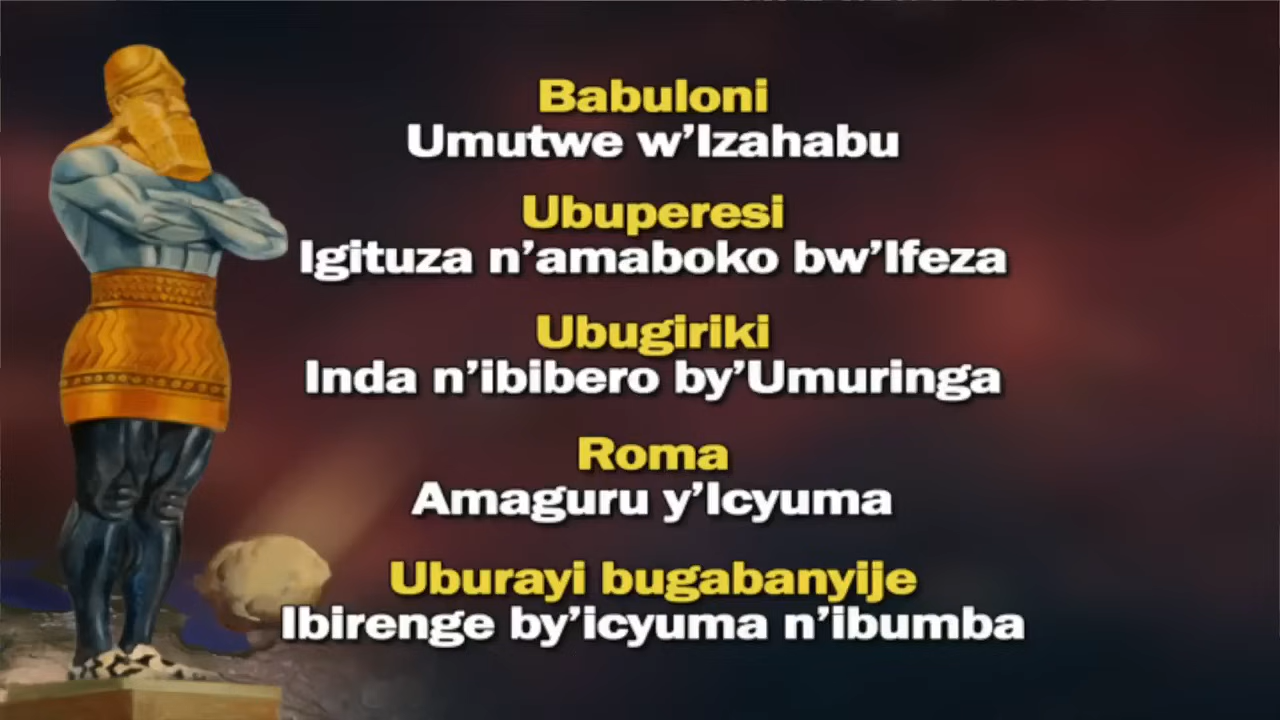 Babuloni
Umutwe w’Izahabu
Ubuperesi
Igituza n’amaboko bw’Ifeza
Ubugiriki
Inda n’ibibero by’Umuringa
Roma
Amaguru y’Icyuma
Uburayi bugabanyije
Ibirenge by’icyuma n’ibumba